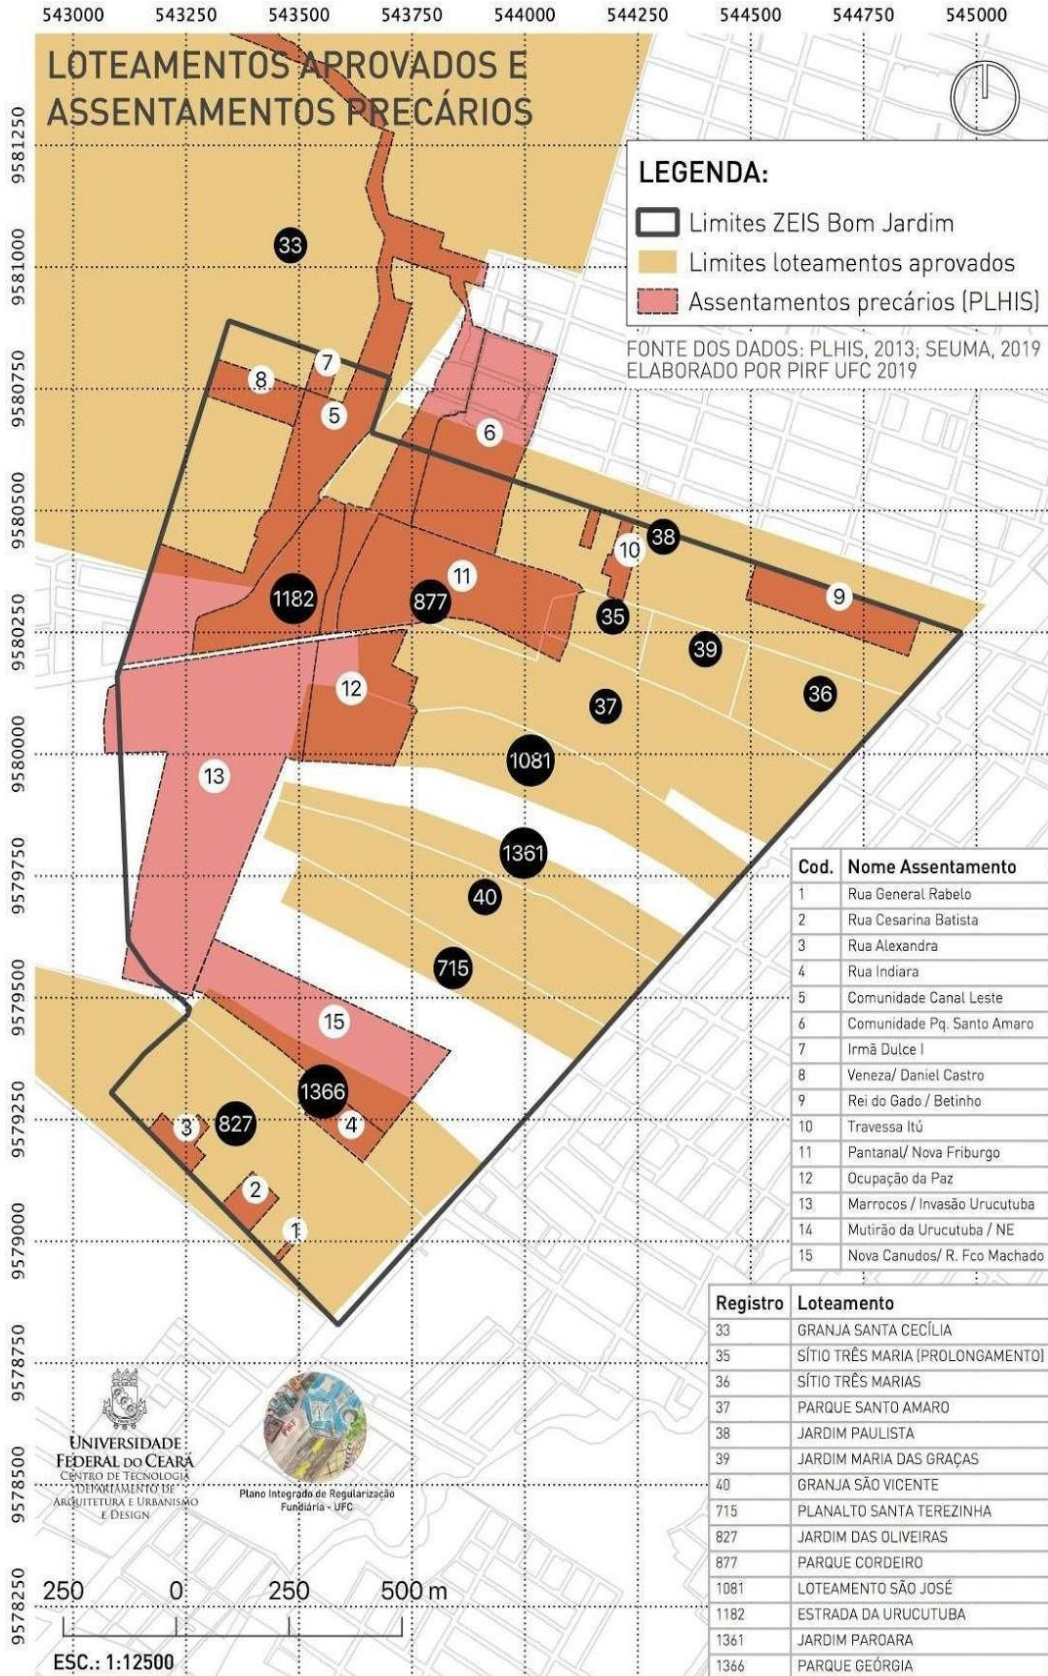 543000 543250 543500 543750 544000 544250 544500 544750 545000
LOTEAMENTOS APROVADOS E
ASSENTAMENTOS PRECÁRIOS
9581250
9581000
9580750
9580500
9580250
9580000
9579750
9579500
9579250
9579000
9578750
9578500
9578250
LEGENDA:
Limites ZEIS Bom Jardim
Limites loteamentos aprovados
Assentamentos precários (PLHIS)
FONTE DOS DADOS: PLHIS, 2013; SEUMA, 2019
ELABORADO POR PIRF UFC 2019
33
7
8
5
6
38
10
11
9
1182
877
35
39
12
37
36
1081
13
1361
40
715
15
1366
827
3
4
2
1
Cod. Nome Assentamento
1 Rua General Rabelo
2 Rua Cesarina Batista
3 Rua Alexandra
4 Rua Indiara
5 Comunidade Canal Leste
6 Comunidade Pq. Santo Amaro
7 Irmã Dulce I
8 Veneza/ Daniel Castro
9 Rei do Gado / Betinho
10 Travessa Itú
11 Pantanal/ Nova Friburgo
12 Ocupação da Paz
13 Marrocos / Invasão Urucutuba
14 Mutirão da Urucutuba / NE
15 Nova Canudos/ R. Fco Machado
Registro Loteamento
33 GRANJA SANTA CECÍLIA
35 SÍTIO TRÊS MARIA (PROLONGAMENTO)
36 SÍTIO TRÊS MARIAS
37 PARQUE SANTO AMARO
38 JARDIM PAULISTA
39 JARDIM MARIA DAS GRAÇAS
40 GRANJA SÃO VICENTE
715 PLANALTO SANTA TEREZINHA
827 JARDIM DAS OLIVEIRAS
877 PARQUE CORDEIRO
1081 LOTEAMENTO SÃO JOSÉ
1182 ESTRADA DA URUCUTUBA
1361 JARDIM PAROARA
1366 PARQUE GEÓRGIA
UNIVERSIDADE
FEDERAL DO CEARÁ
CENTRO DE TECNOLOGIA
DEPARTAMENTO DE
ARQUITETURA E URBANISMO
E DESIGN
Plano Integrado de Regularização
Fundiária - UFC
250 0 250 500 m
ESC.: 1:12500